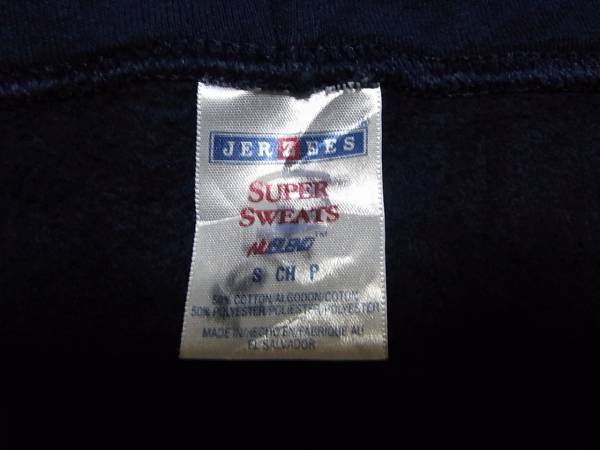 JERZEES
SUPER
SWEATS
NUBLEND™
S CH P
50% COTTON/ALGODON/COTON
50% POLYESTER/POLIESTER/POLYESTER
MADE IN/HECHO EN/FABRIQUE AU
EL SALVADOR